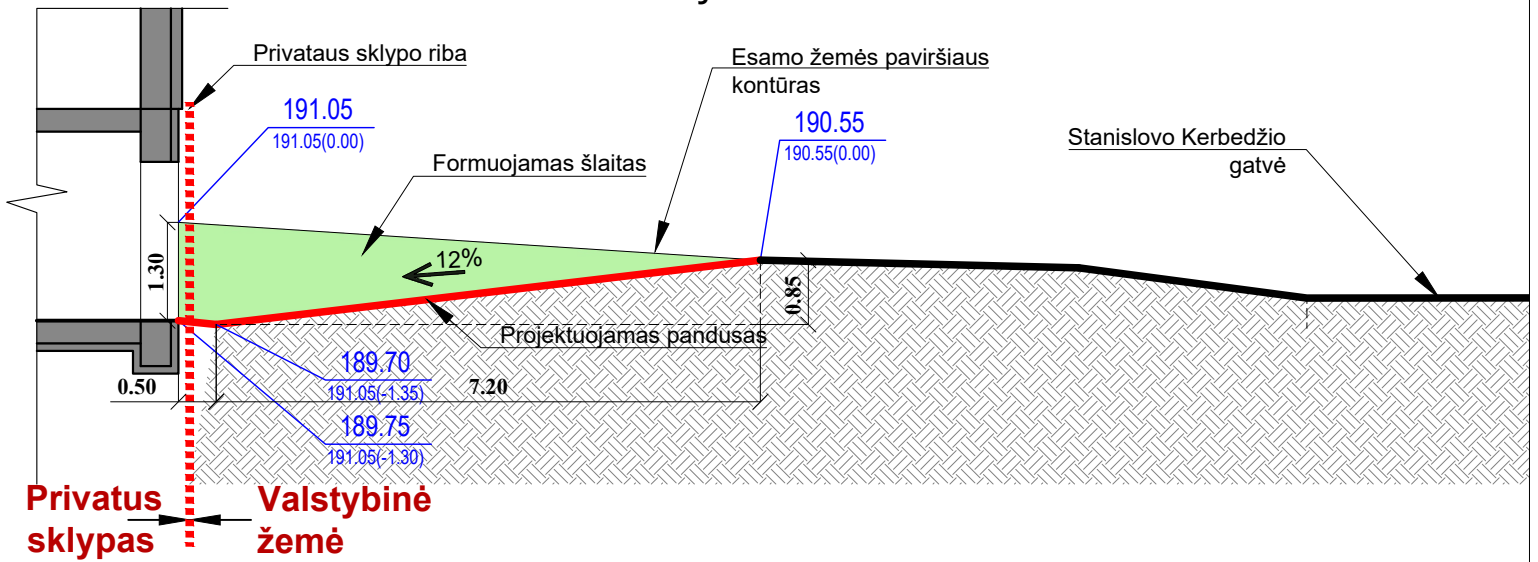 Privataus sklypo riba
Esamo žemės paviršiaus
kontūras
191.05
191.05(0.00)
190.55
190.55(0.00)
Stanislovo Kerbedžio
gatvė
Formuojamas šlaitas
12%
1.30
0.85
Projektuojamas pandusas
189.70
191.05(-1.35)
0.50
7.20
189.75
191.05(-1.30)
Privatus
sklypas
Valstybinė
žemė